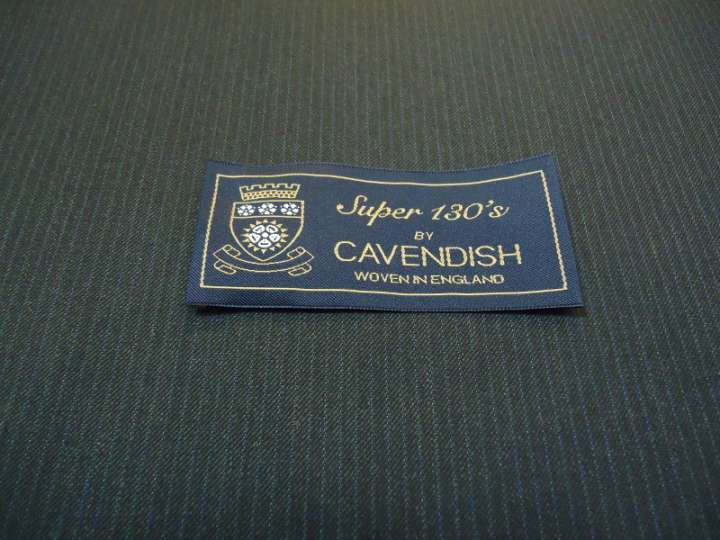 Super 130's
BY
CAVENDISH
WOVEN IN ENGLAND